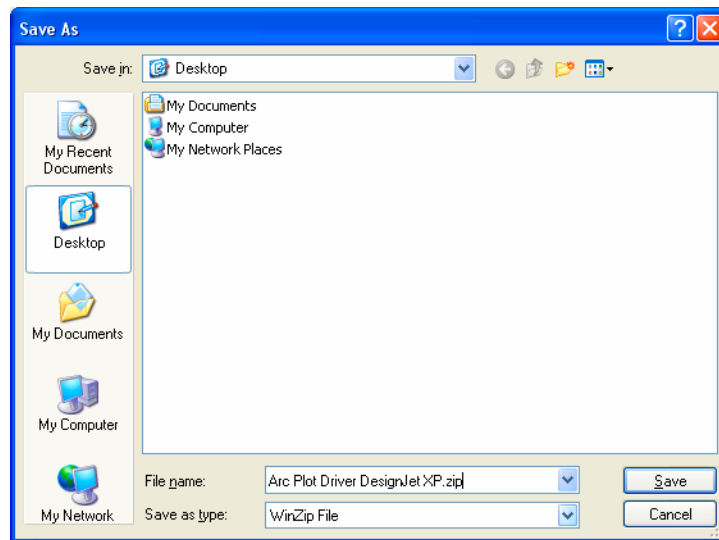 Save As
Save in:
Desktop
My Recent
Documents
Desktop
My Documents
My Computer
My Network
My Documents
My Computer
My Network Places
File name:
Arc Plot Driver DesignJet XP.zip
Save
Save as type:
WinZip File
Cancel